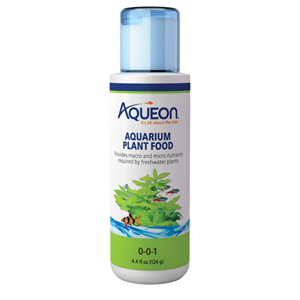 AQUEON
It's all about the fish.
AQUARIUM
PLANT FOOD
Provides macro and micro nutrients
required by freshwater plants
0-0-1
4.4 fl oz (124 g)